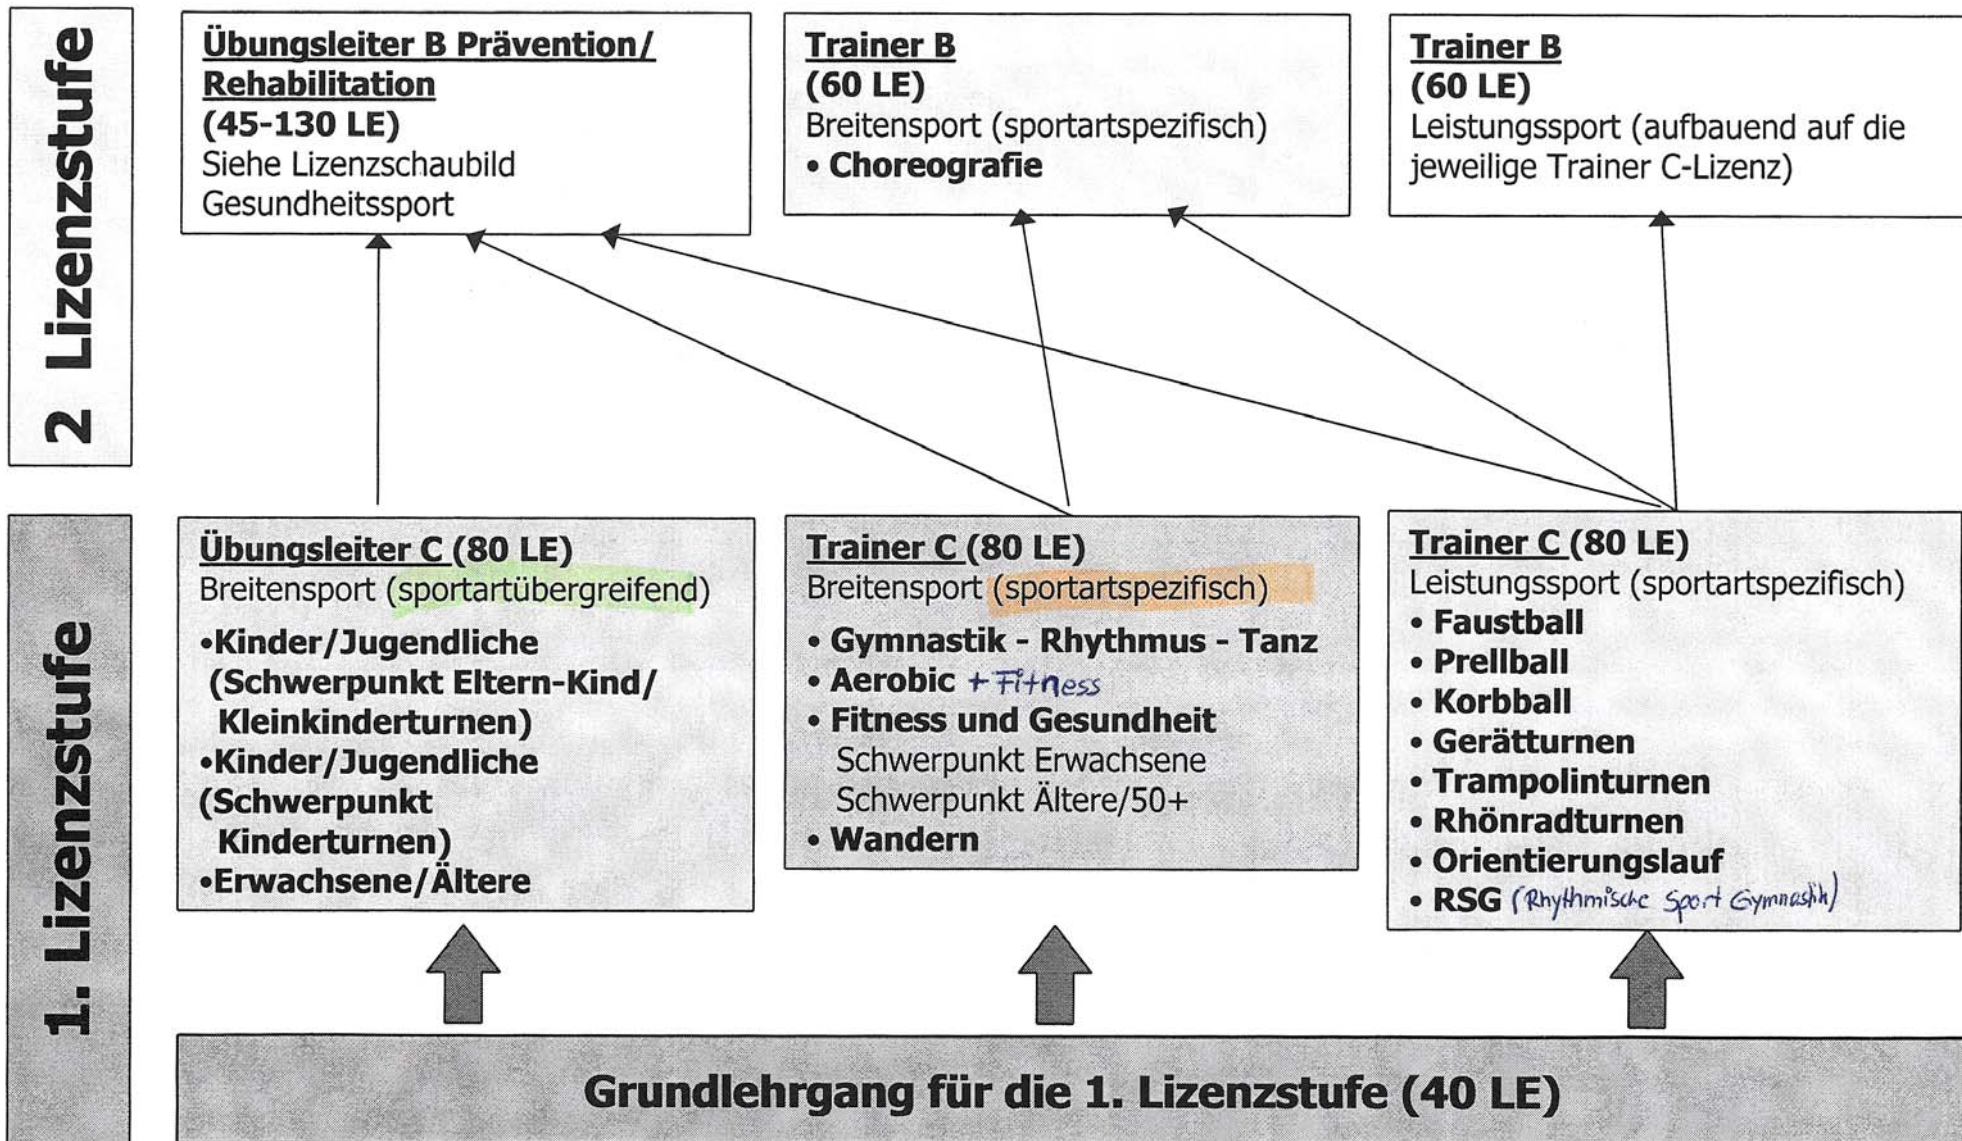 2 Lizenzstufe
Übungsleiter B Prävention/
Rehabilitation
(45-130 LE)
Siehe Lizenzschaubild
Gesundheitssport
Trainer B
(60 LE)
Breitensport (sportartspezifisch)
• Choreografie
Trainer B
(60 LE)
Leistungssport (aufbauend auf die
jeweilige Trainer C-Lizenz)
1. Lizenzstufe
Übungsleiter C (80 LE)
Breitensport (sportartübergreifend)
•Kinder/Jugendliche
(Schwerpunkt Eltern-Kind/
Kleinkinderturnen)
•Kinder/Jugendliche
(Schwerpunkt
Kinderturnen)
•Erwachsene/Ältere
Trainer C (80 LE)
Breitensport (sportartspezifisch)
• Gymnastik - Rhythmus - Tanz
• Aerobic + Fitness
• Fitness und Gesundheit
Schwerpunkt Erwachsene
Schwerpunkt Ältere/50+
• Wandern
Trainer C (80 LE)
Leistungssport (sportartspezifisch)
• Faustball
• Prellball
• Korbball
• Gerätturnen
• Trampolinturnen
• Rhönradturnen
• Orientierungslauf
• RSG (Rhythmische Sport Gymnastik)
Grundlehrgang für die 1. Lizenzstufe (40 LE)